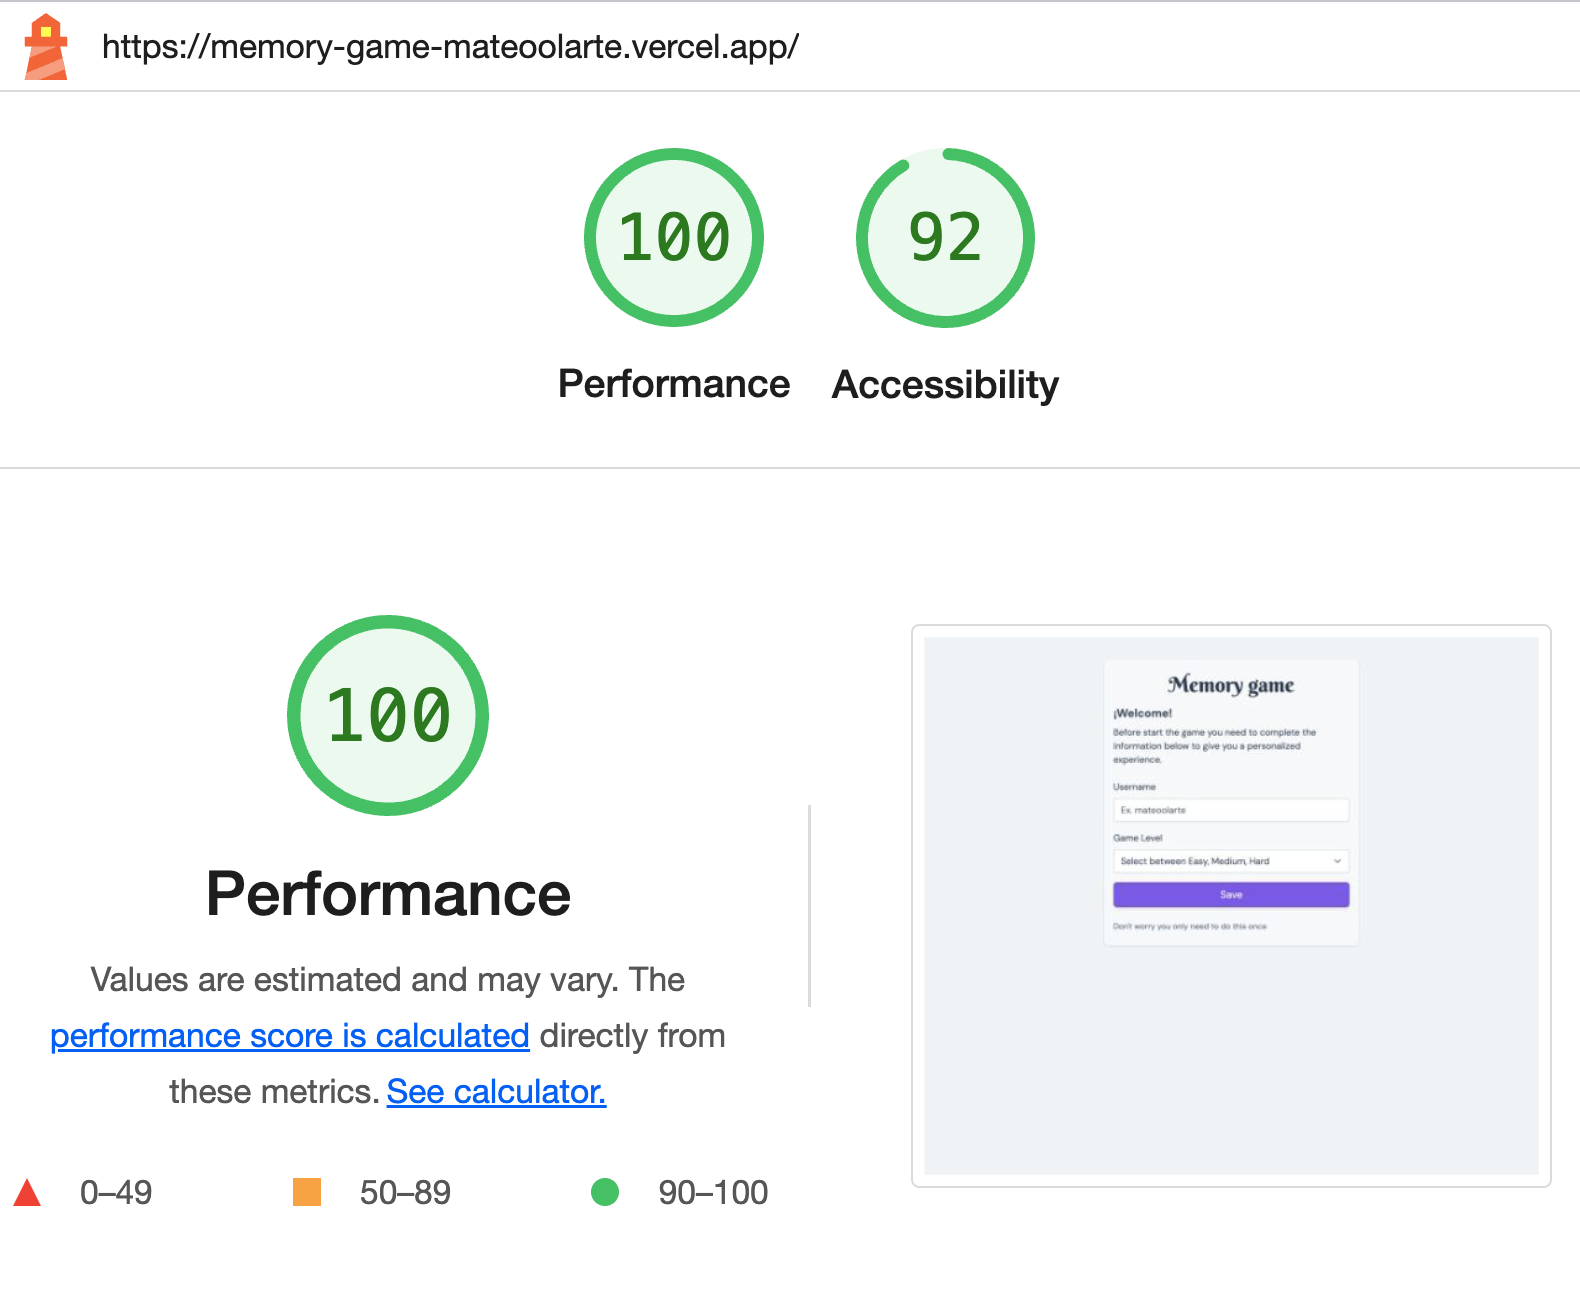 https://memory-game-mateoolarte.vercel.app/
100
92
Performance
Accessibility
100
Performance
Values are estimated and may vary. The
performance score is calculated directly from
these metrics. See calculator.
0–49
50–89
90–100
Memory game
¡Welcome!
Before start the game you need to complete the
information below to give you a personalized
experience.
Username
Ex. mateoolarte
Game Level
Select between Easy, Medium, Hard
Save
Don't worry you only need to do this once